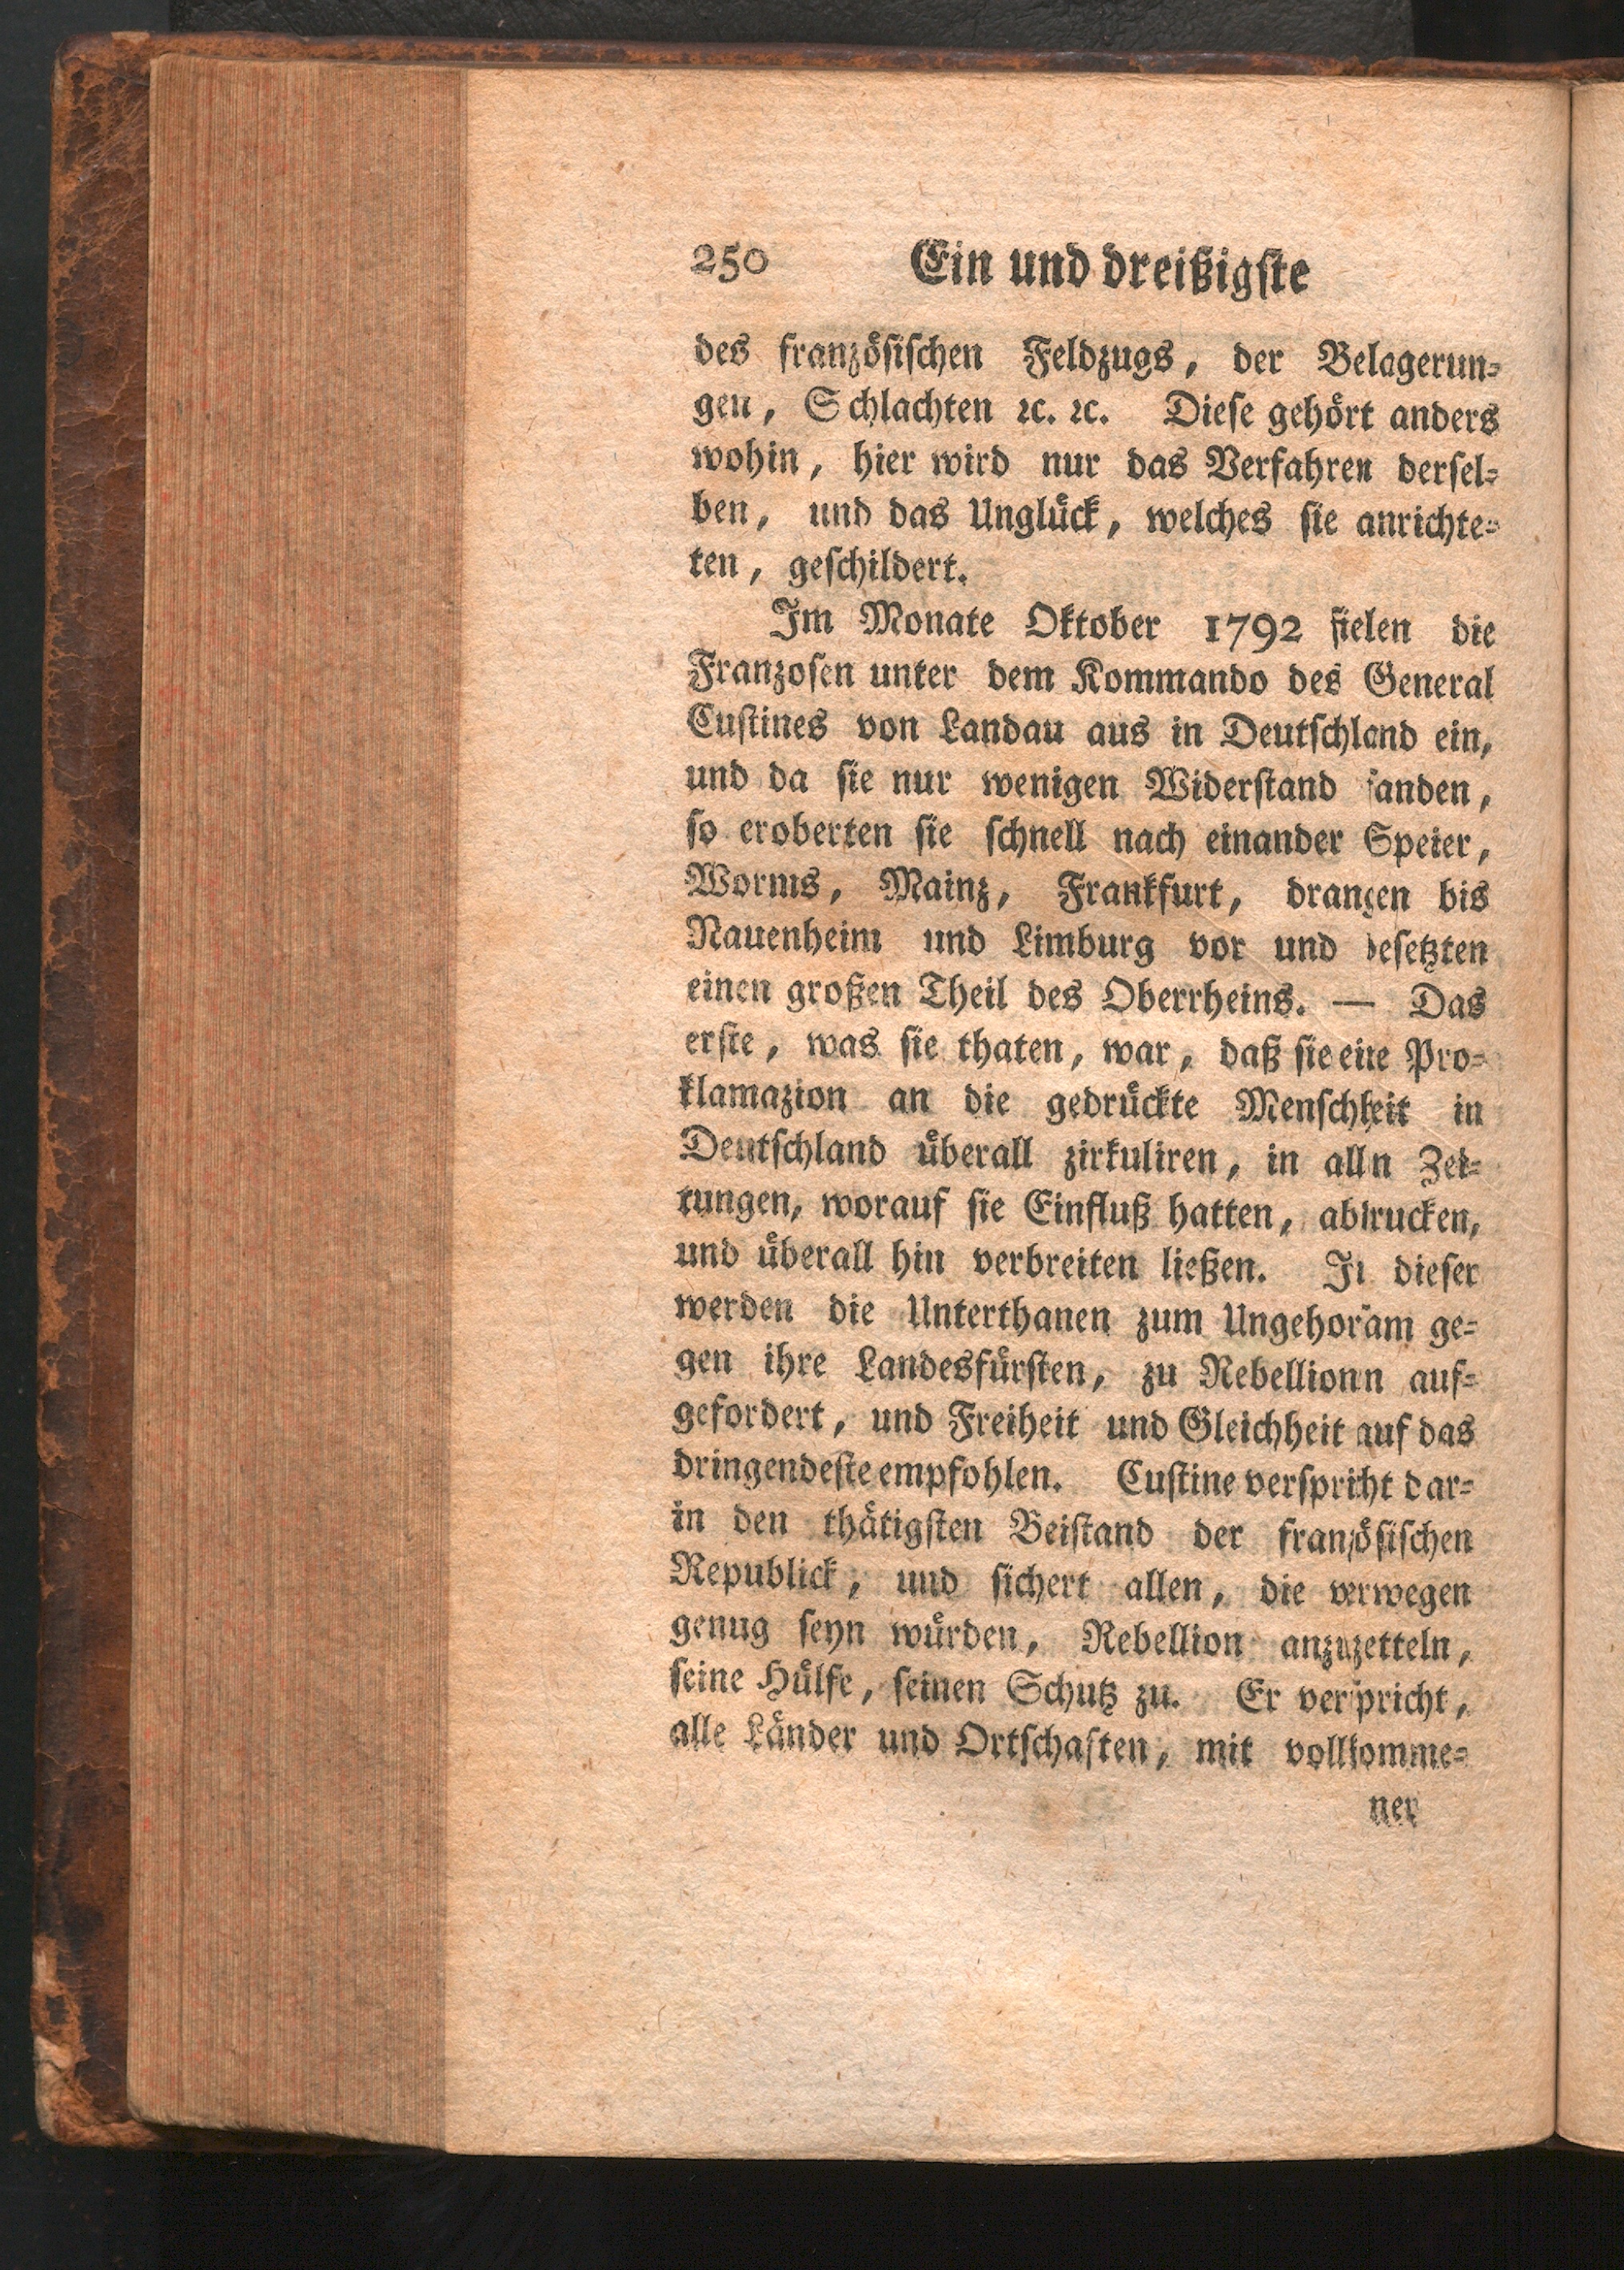 250 Ein und dreißigste
des franzöſiſchen Feldzugs, der Belagerun⸗
gen, Schlachten ꝛc. ꝛc. Dieſe gehört anders
wohin, hier wird nur das Verfahren derſel⸗
ben, und das Unglück, welches ſie anrichte⸗
ten, geſchildert.
Im Monate Oktober 1792 fielen die
Franzoſen unter dem Kommando des General
Cuſtines von Landau aus in Deutſchland ein,
und da ſie nur wenigen Widerſtand fanden,
ſo eroberten ſie ſchnell nach einander Speier,
Worms, Mainz, Frankfurt, drangen bis
Nauenheim und Limburg vor und beſetzten
einen großen Theil des Oberrheins. — Das
erſte, was ſie thaten, war, daß ſie eine Pro⸗
klamazion an die gedrückte Menſchheit in
Deutſchland überall zirkuliren, in alln Zei⸗
tungen, worauf ſie Einfluß hatten, abdrucken,
und überall hin verbreiten ließen. In dieſer
werden die Unterthanen zum Ungehorſam ge⸗
gen ihre Landesfürſten, zu Rebellionn auf⸗
gefordert, und Freiheit und Gleichheit auf das
dringendeſte empfohlen. Cuſtine verſpricht dar⸗
in den thätigſten Beiſtand der franzöſiſchen
Republick, und ſichert allen, die verwegen
genug ſeyn würden, Rebellion anzuzetteln,
ſeine Hülfe, ſeinen Schutz zu. Er verſpricht,
alle Länder und Ortſchaften, mit vollkomme⸗
ner